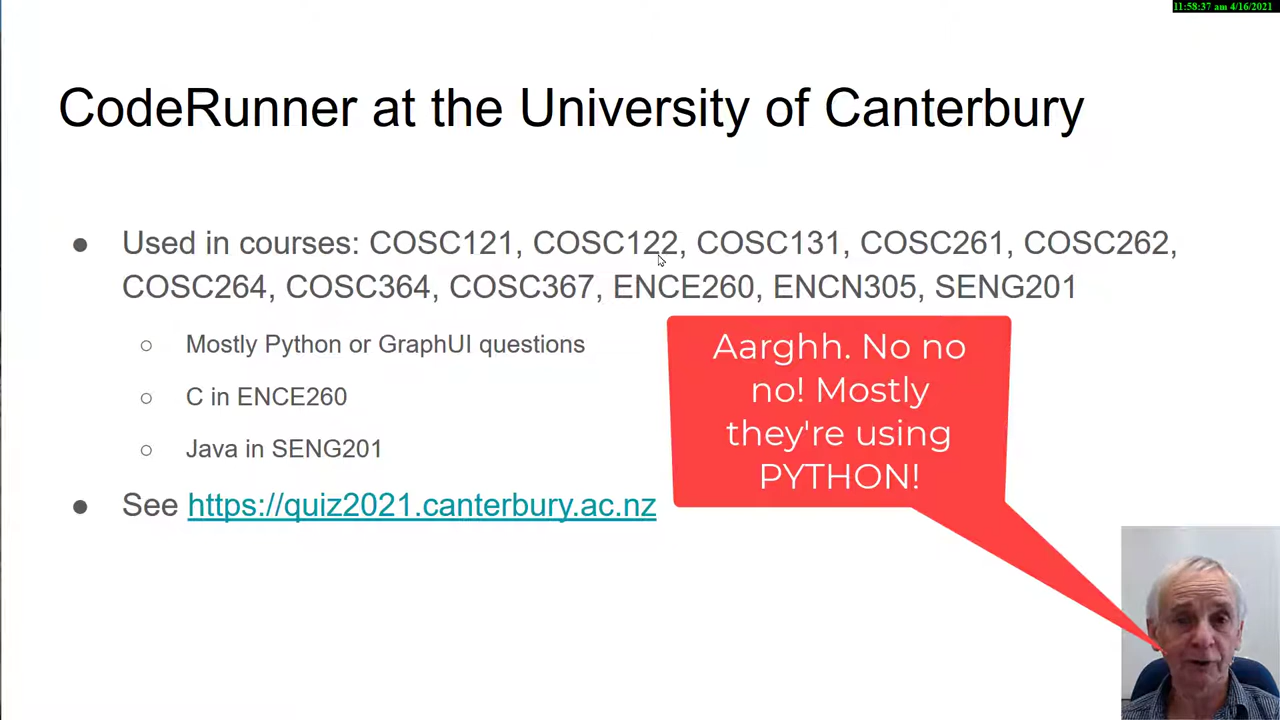 11:58:37 am 4/16/2021
CodeRunner at the University of Canterbury
● Used in courses: COSC121, COSC122, COSC131, COSC261, COSC262,
COSC264, COSC364, COSC367, ENCE260, ENCN305, SENG201
○ Mostly Python or GraphUI questions
○ C in ENCE260
○ Java in SENG201
● See https://quiz2021.canterbury.ac.nz
Aarghh. No no
no! Mostly
they're using
PYTHON!